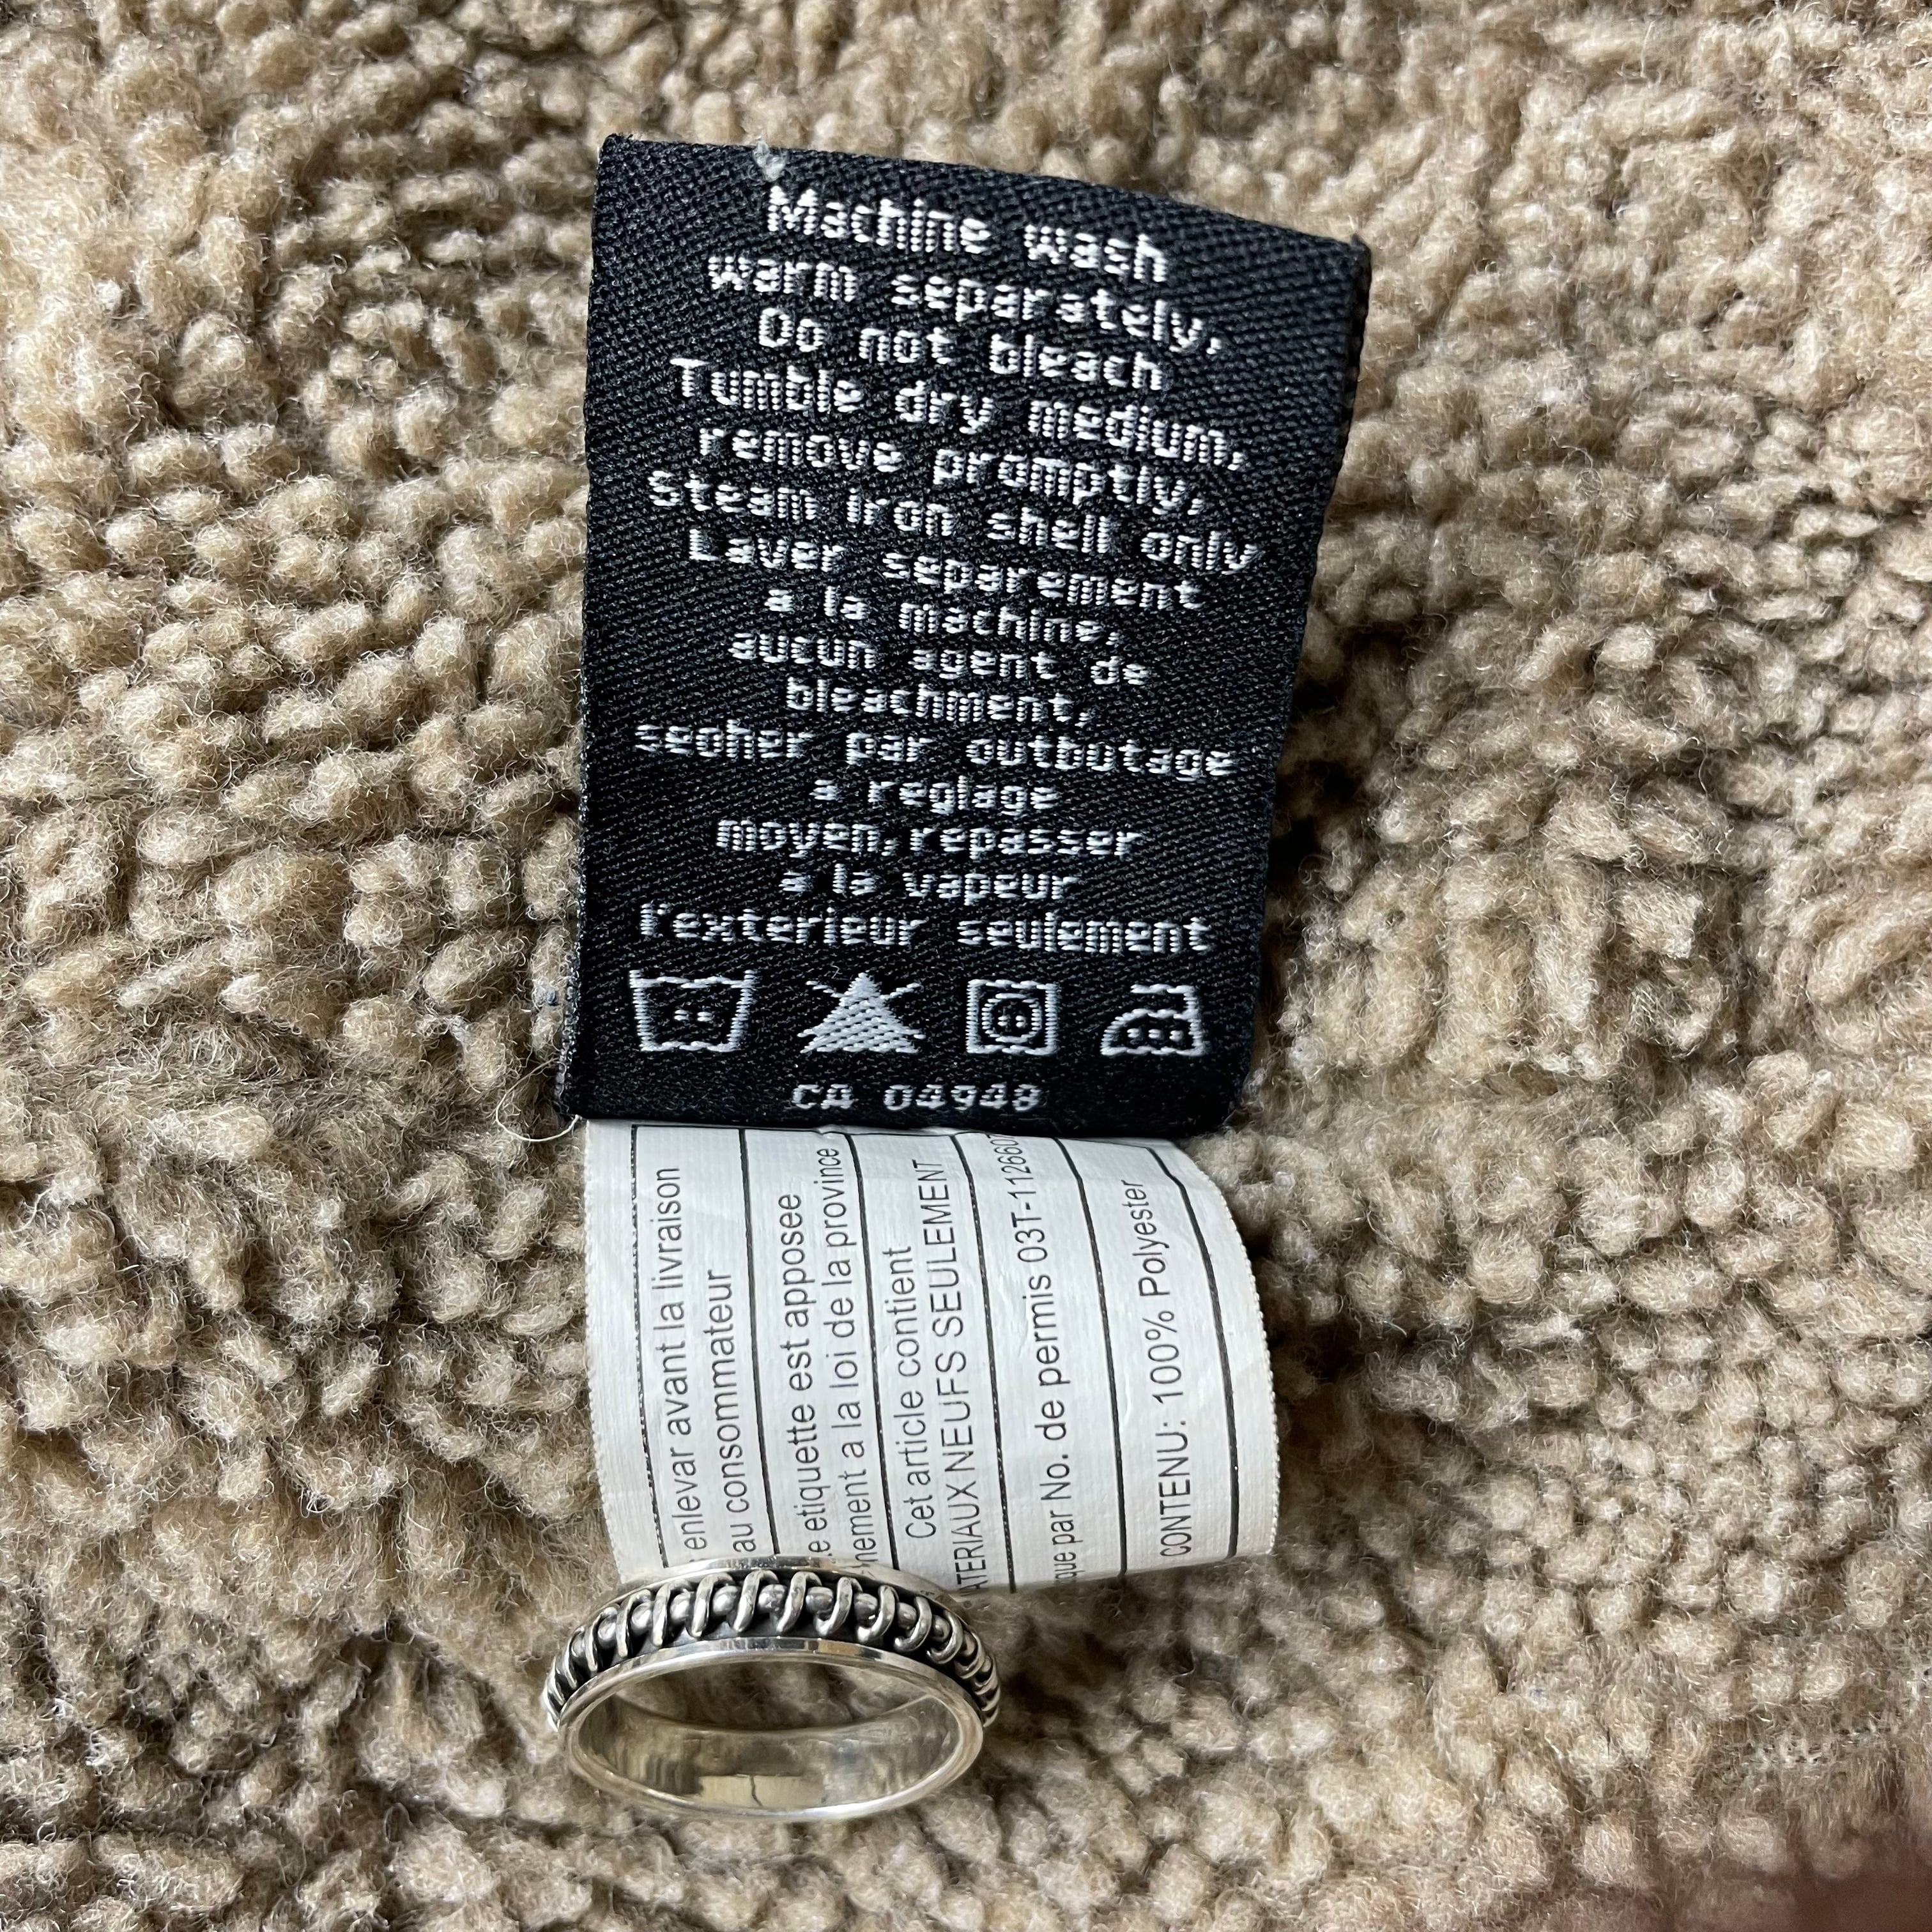 Machine wash
warm separately,
Do not bleach
Tumble dry medium,
remove promptly,
Steam iron shell only
Laver separement
a la machine,
aucun agent de
bleachment,
secher par outbutage
a reglage
moyen, repasser
a la vapeur
l'exterieur seulement
CA 04948
enlevar avant la livraison
au consommateur
etiquette est apposee
a la loi de la province
Cet article contient
NEUFS SEULEMENT
par No. de permis 03T-112660
CONTENU: 100% Polyester